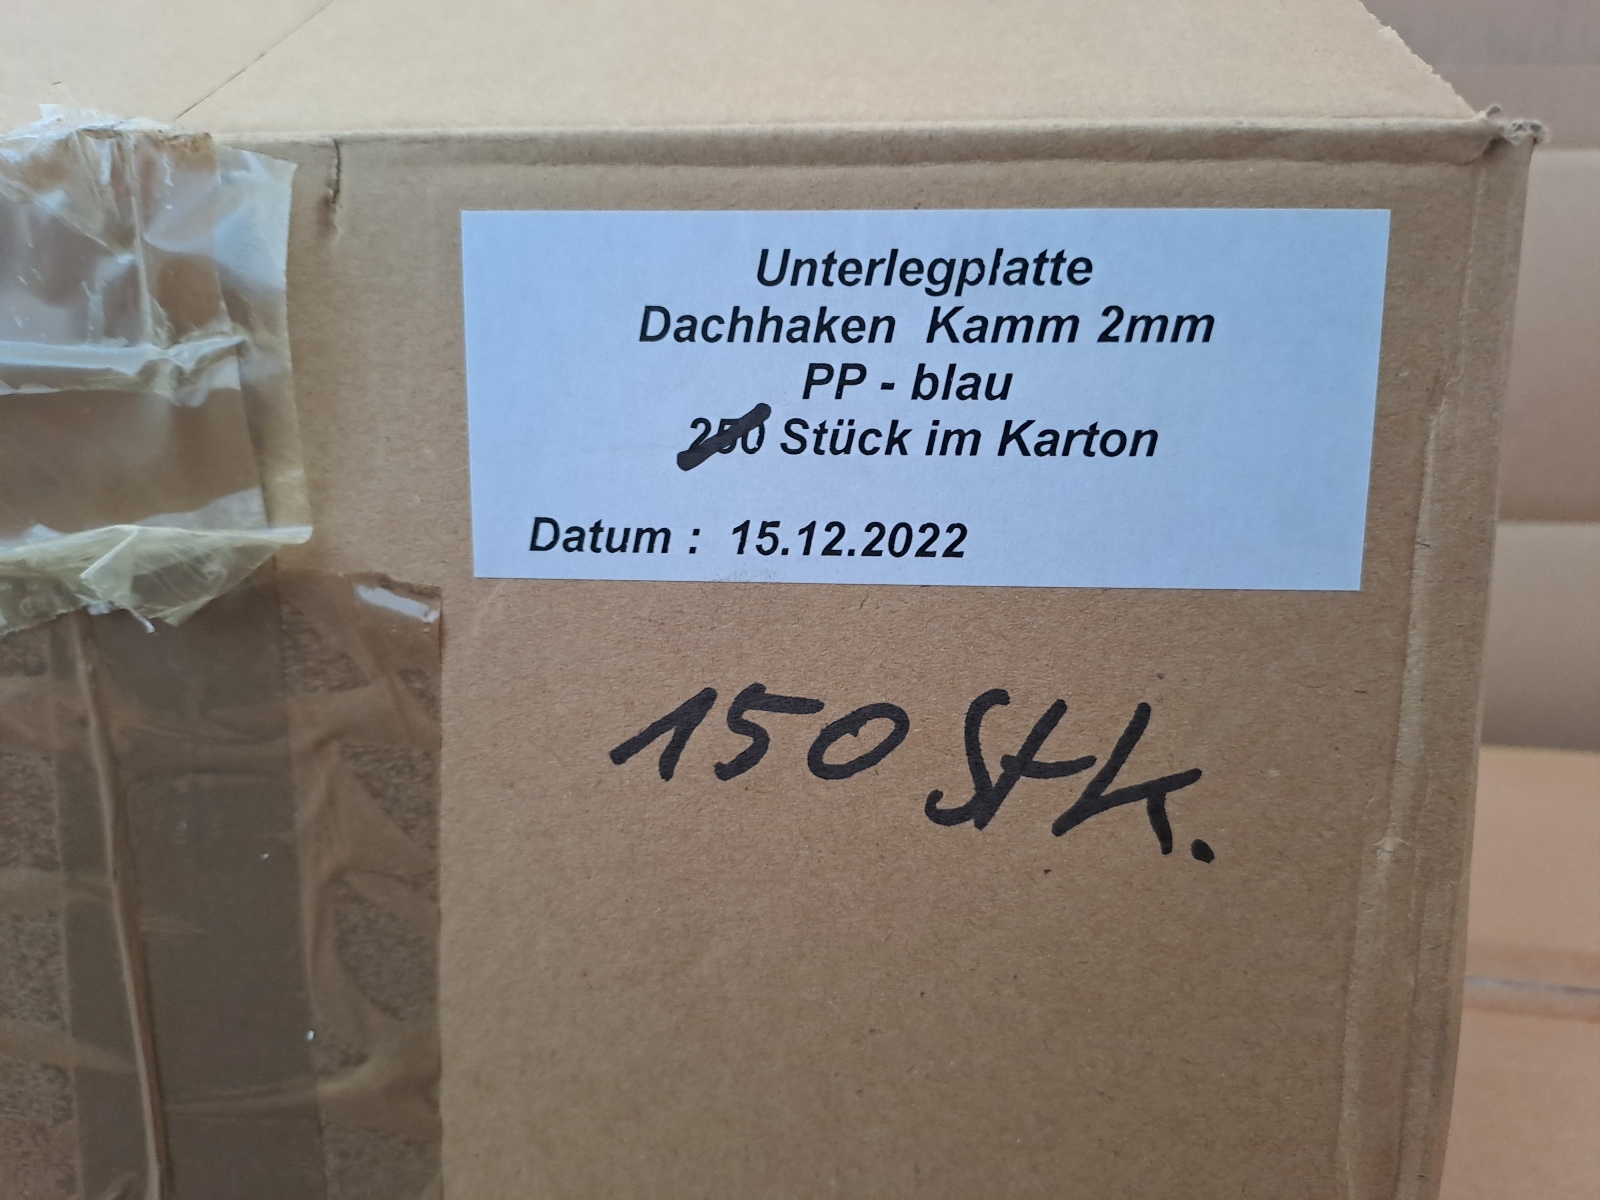 Unterlegplatte
Dachhaken Kamm 2mm
PP - blau
250 Stück im Karton
Datum : 15.12.2022
150 Stk.